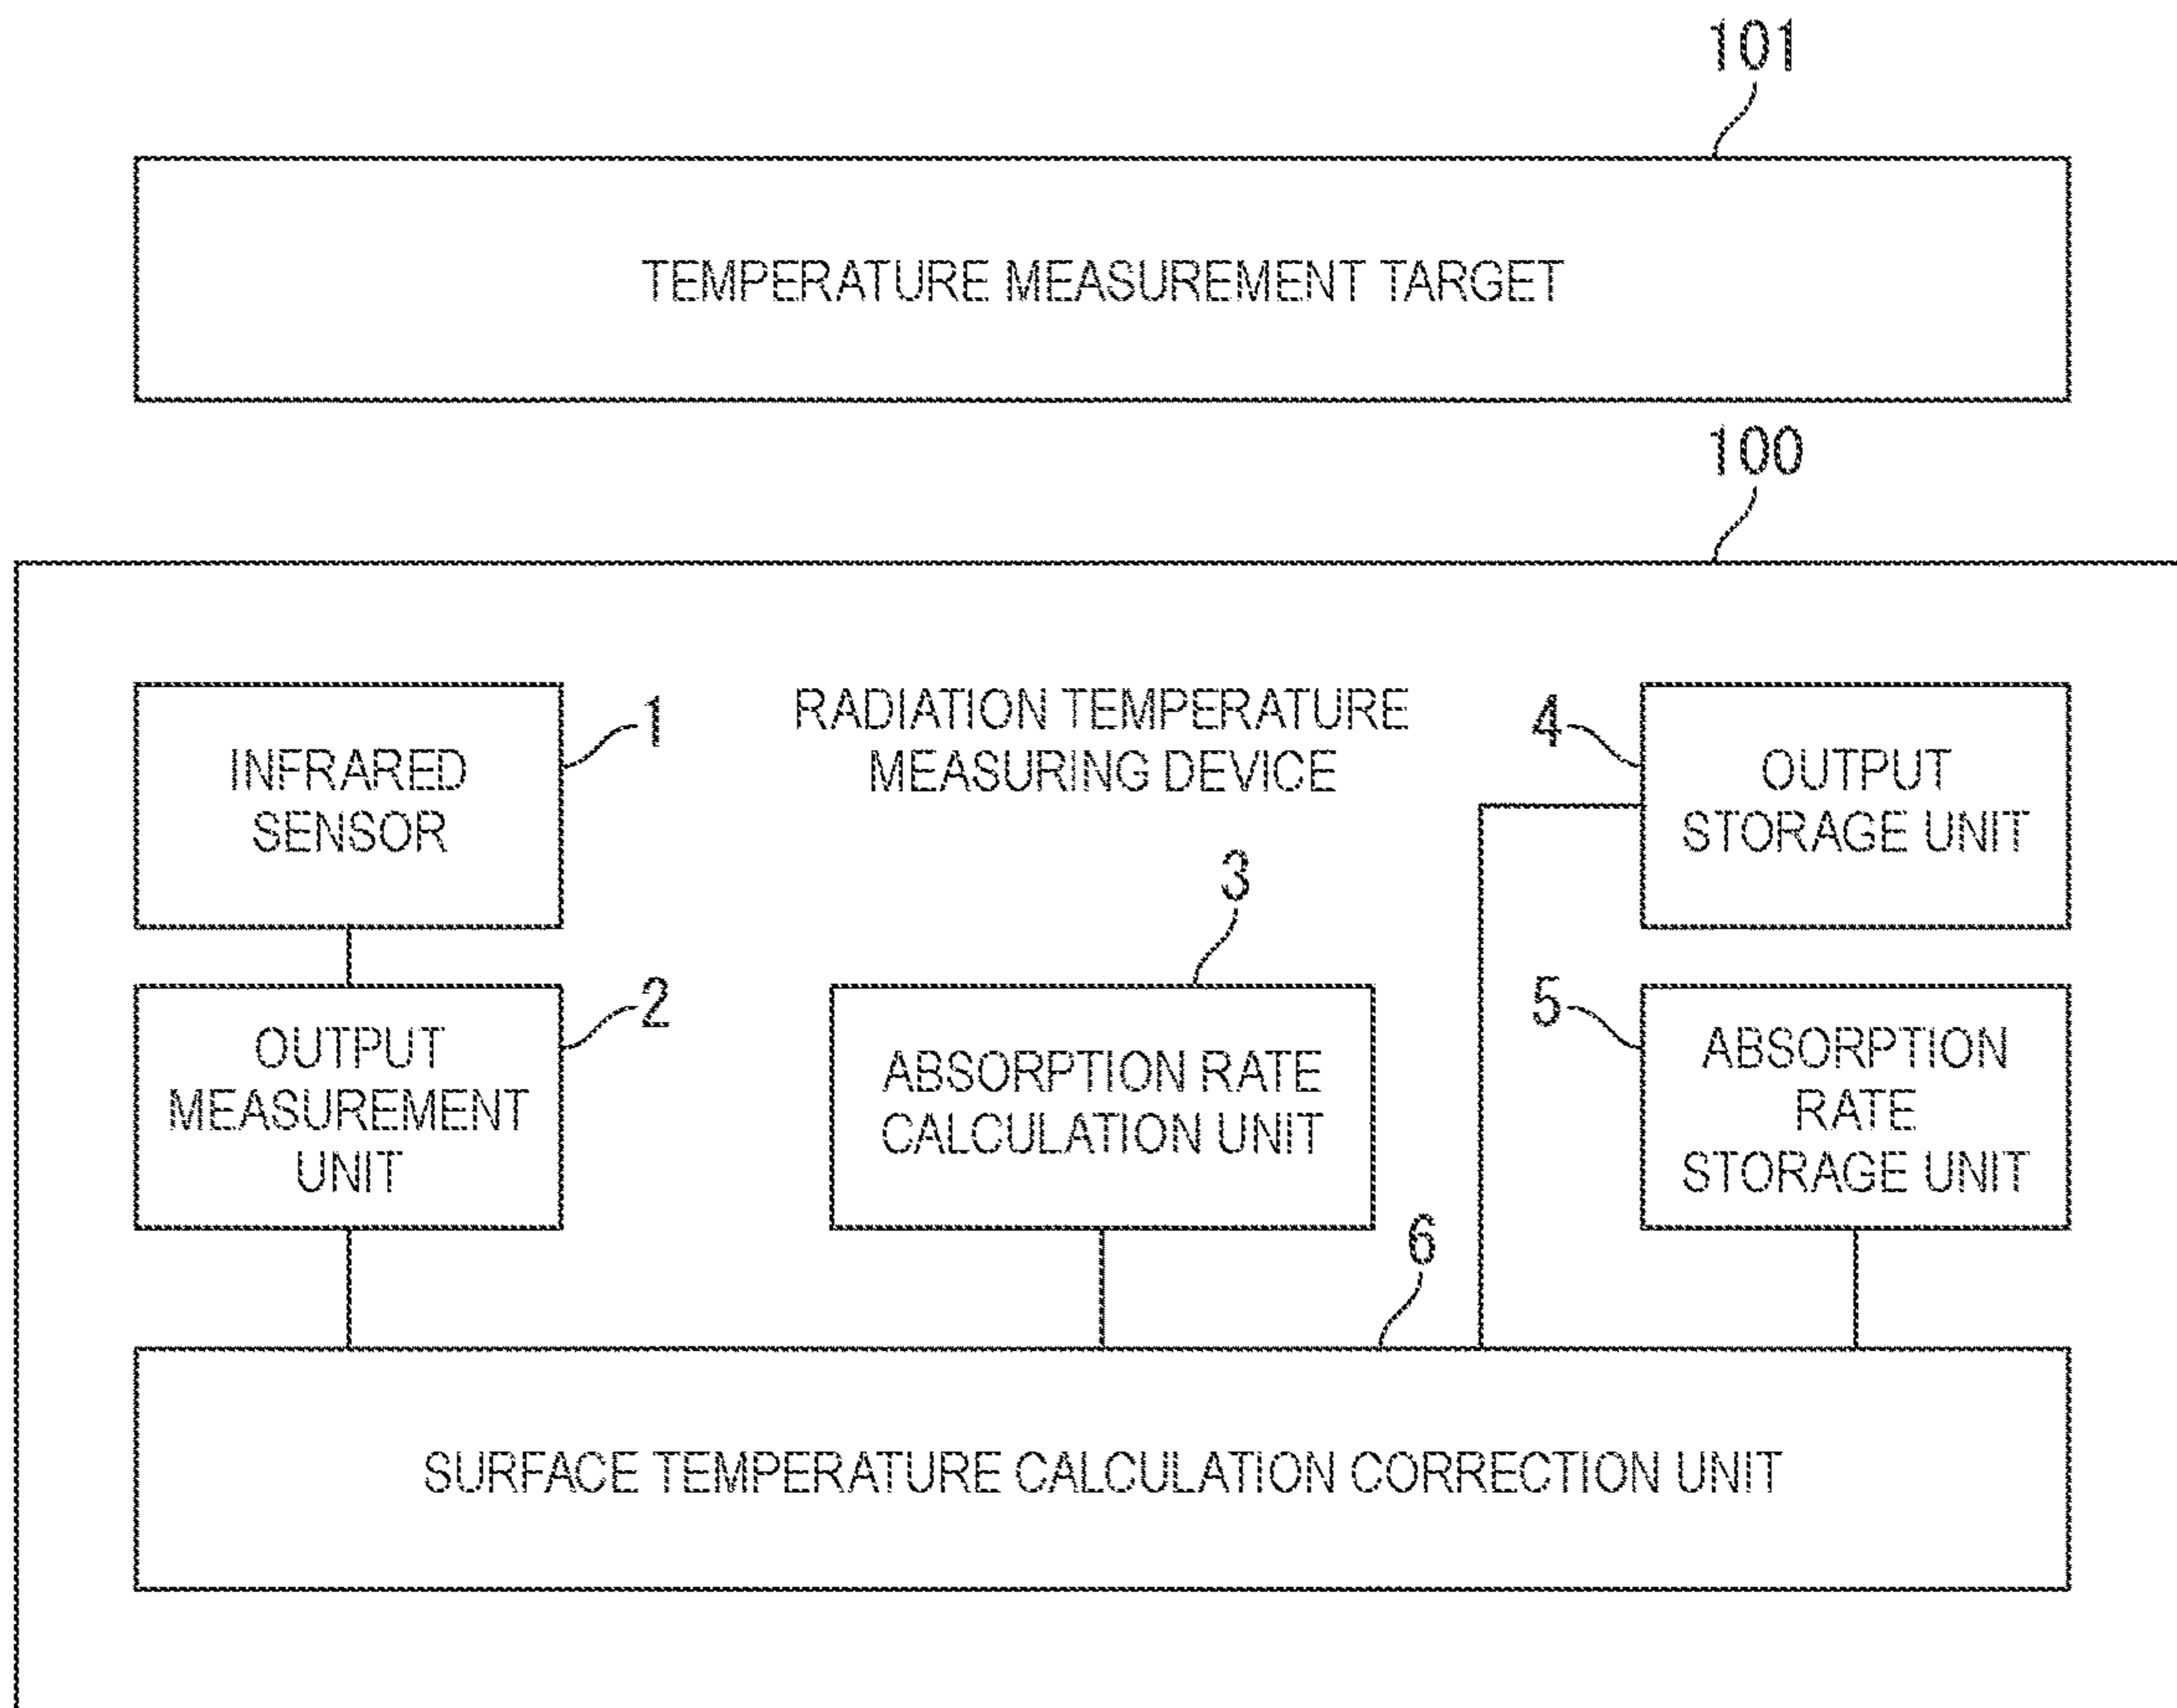 101
TEMPERATURE MEASUREMENT TARGET
100
RADIATION TEMPERATURE
MEASURING DEVICE
1
INFRARED
SENSOR
4
OUTPUT
STORAGE UNIT
2
OUTPUT
MEASUREMENT
UNIT
3
ABSORPTION RATE
CALCULATION UNIT
5
ABSORPTION
RATE
STORAGE UNIT
6
SURFACE TEMPERATURE CALCULATION CORRECTION UNIT